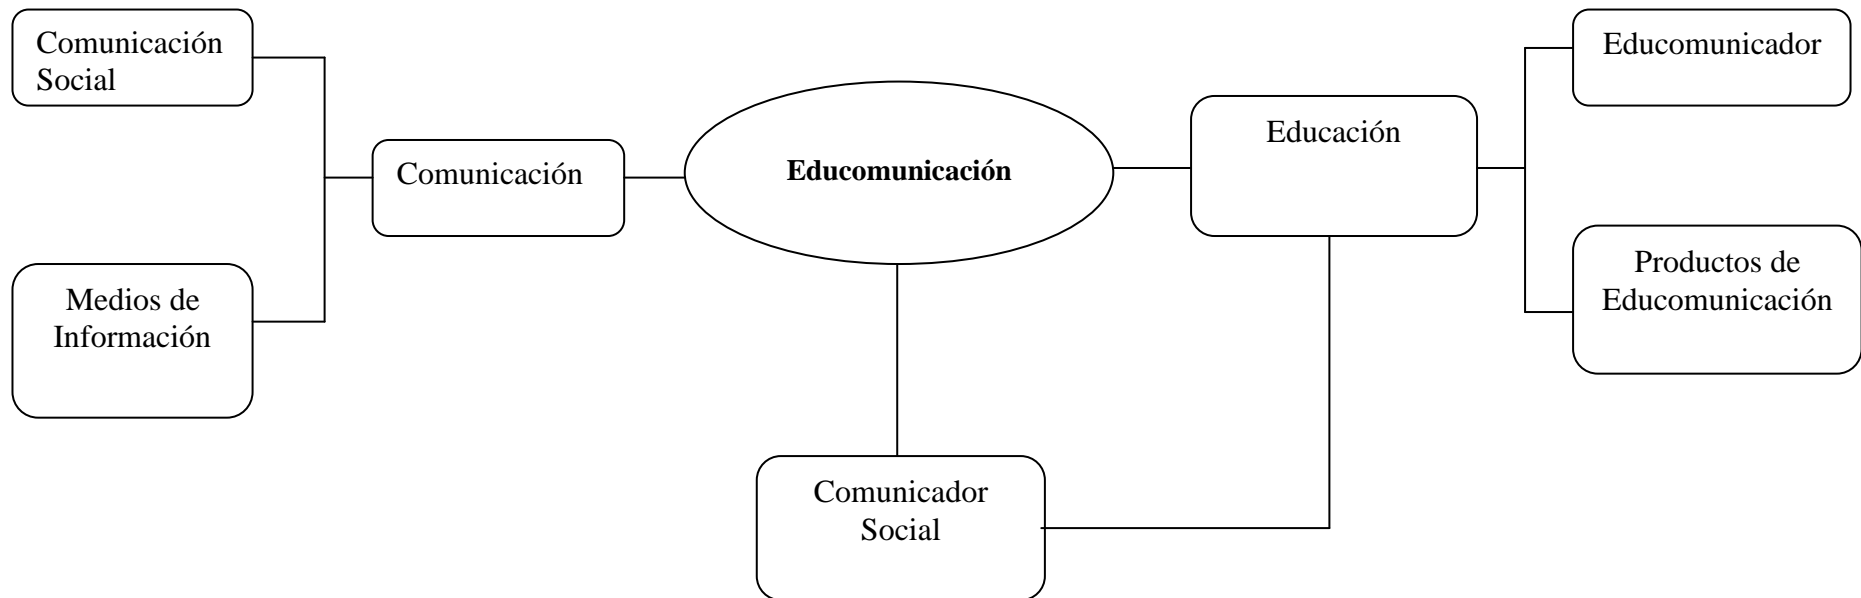 Comunicación
Social
Educomunicador
Comunicación
Educomunicación
Educación
Medios de
Información
Productos de
Educomunicación
Comunicador
Social